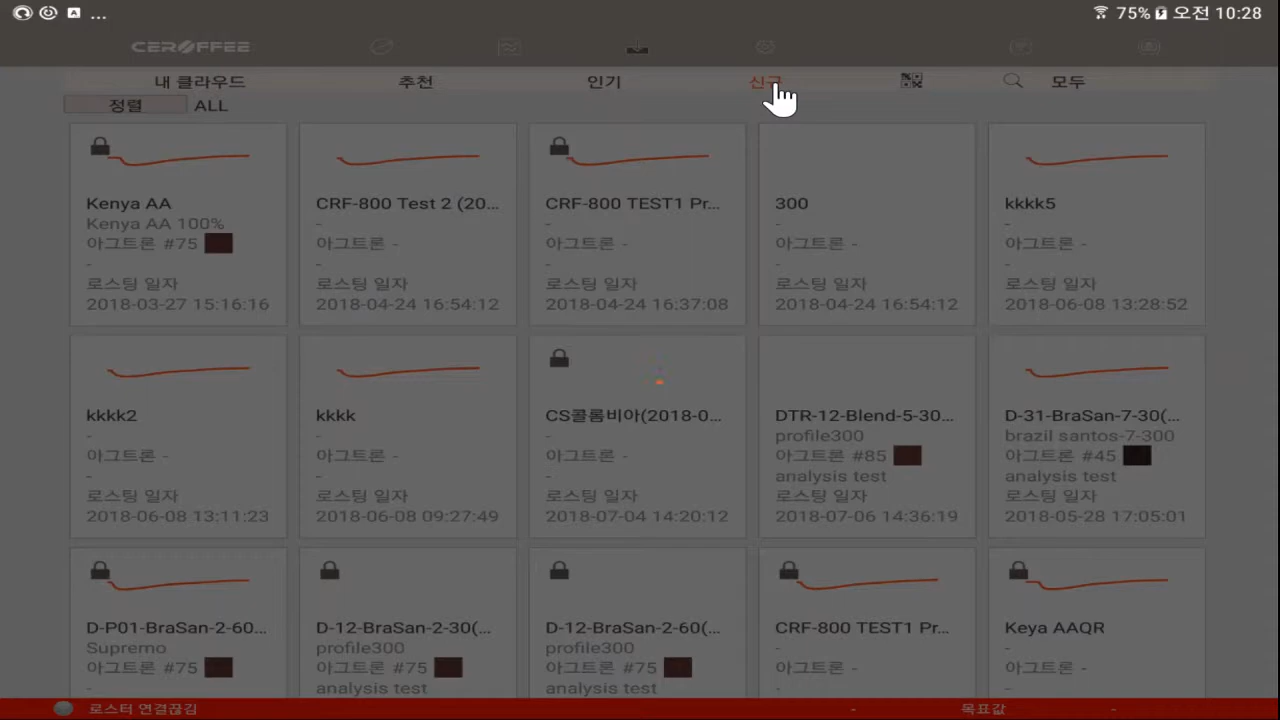 A ... 75% 오전 10:28
CEROFFEE
내 클라우드 추천 인기 신규 모두
정렬 ALL
Kenya AA
Kenya AA 100%
아그트론 #75
-
로스팅 일자
2018-03-27 15:16:16
CRF-800 Test 2 (20...
-
아그트론 -
-
로스팅 일자
2018-04-24 16:54:12
CRF-800 TEST1 Pr...
-
아그트론 -
-
로스팅 일자
2018-04-24 16:37:08
300
-
아그트론 -
-
로스팅 일자
2018-04-24 16:54:12
kkkk5
-
아그트론 -
-
로스팅 일자
2018-06-08 13:28:52
kkkk2
-
아그트론 -
-
로스팅 일자
2018-06-08 13:11:23
kkkk
-
아그트론 -
-
로스팅 일자
2018-06-08 09:27:49
CS콜롬비아(2018-0...
-
아그트론 -
-
로스팅 일자
2018-07-04 14:20:12
DTR-12-Blend-5-30...
profile300
아그트론 #85
analysis test
로스팅 일자
2018-07-06 14:36:19
D-31-BraSan-7-30(...
brazil santos-7-300
아그트론 #45
analysis test
로스팅 일자
2018-05-28 17:05:01
D-P01-BraSan-2-60...
Supremo
아그트론 #75
-
D-12-BraSan-2-30(...
profile300
아그트론 #75
analysis test
D-12-BraSan-2-60(...
profile300
아그트론 #75
analysis test
CRF-800 TEST1 Pr...
-
아그트론 -
-
Keya AAQR
-
아그트론 -
-
로스터 연결끊김 - 목표값 -